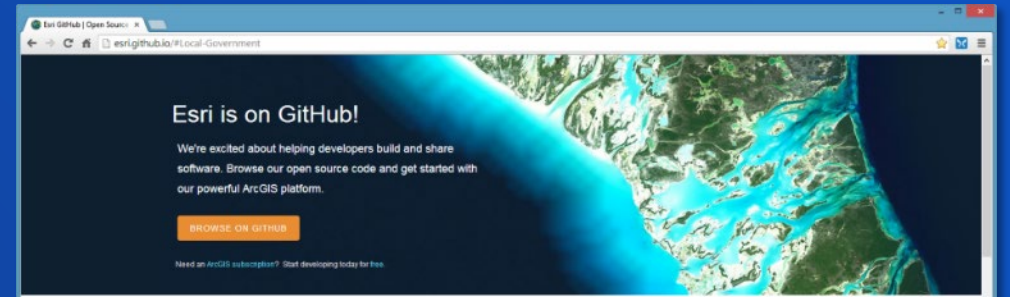 Esri GitHub | Open Source
esri.github.io/#Local-Government
Esri is on GitHub!
We're excited about helping developers build and share
software. Browse our open source code and get started with
our powerful ArcGIS platform.
BROWSE ON GITHUB
Need an ArcGIS subscription? Start developing today for free.